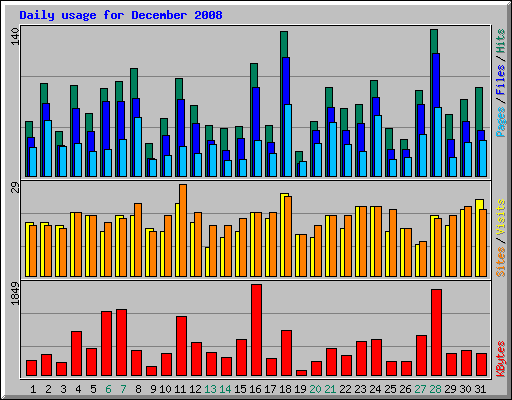 Daily usage for December 2008
140
Pages / Files / Hits
29
Sites / Visits
1849
KBytes
1 2 3 4 5 6 7 8 9 10 11 12 13 14 15 16 17 18 19 20 21 22 23 24 25 26 27 28 29 30 31